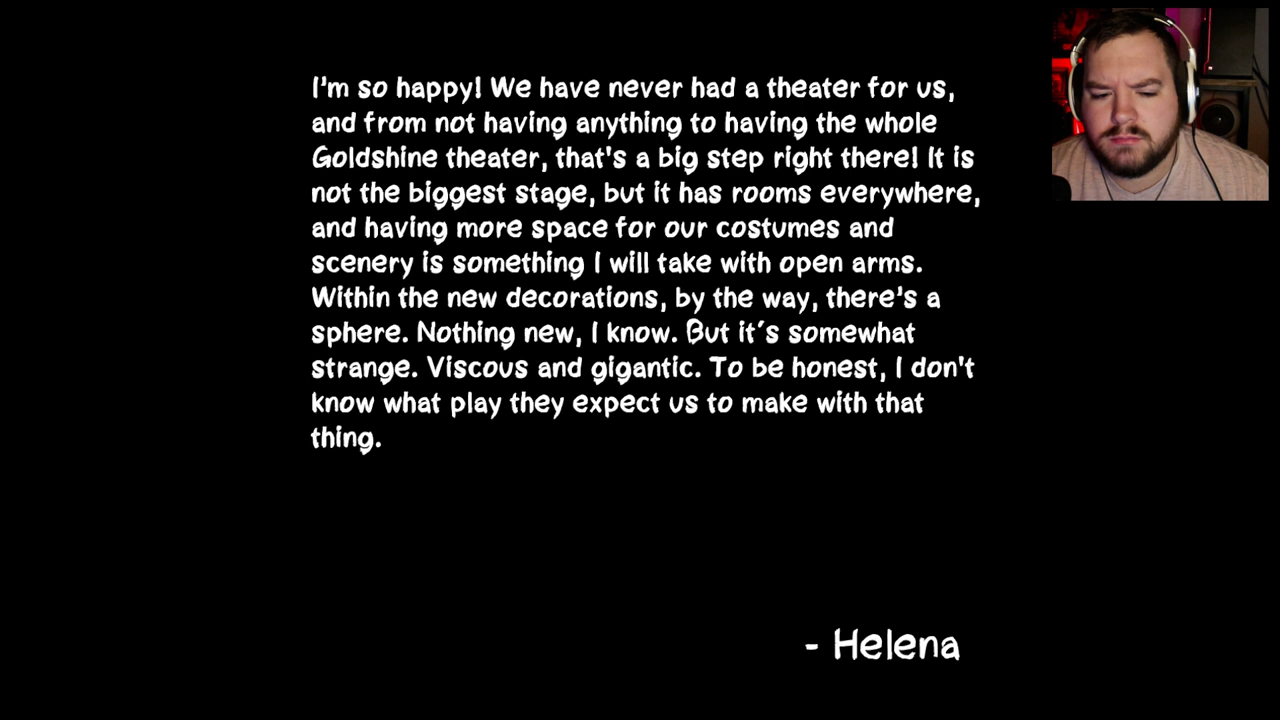 I'm so happy! We have never had a theater for us,
and from not having anything to having the whole
Goldshine theater, that's a big step right there! It is
not the biggest stage, but it has rooms everywhere,
and having more space for our costumes and
scenery is something I will take with open arms.
Within the new decorations, by the way, there's a
sphere. Nothing new, I know. But it´s somewhat
strange. Viscous and gigantic. To be honest, I don't
know what play they expect us to make with that
thing.
- Helena